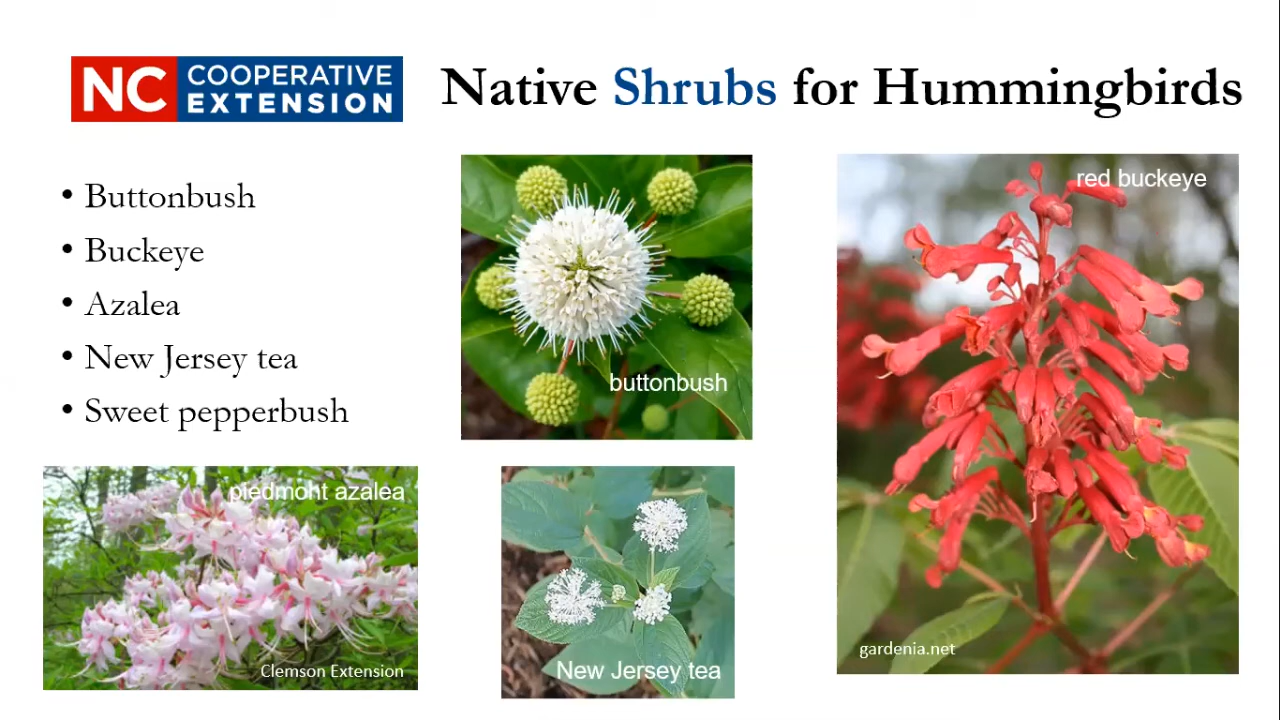 NC COOPERATIVE
EXTENSION
Native Shrubs for Hummingbirds
• Buttonbush
• Buckeye
• Azalea
• New Jersey tea
• Sweet pepperbush
buttonbush
red buckeye
gardenia.net
piedmont azalea
Clemson Extension
New Jersey tea